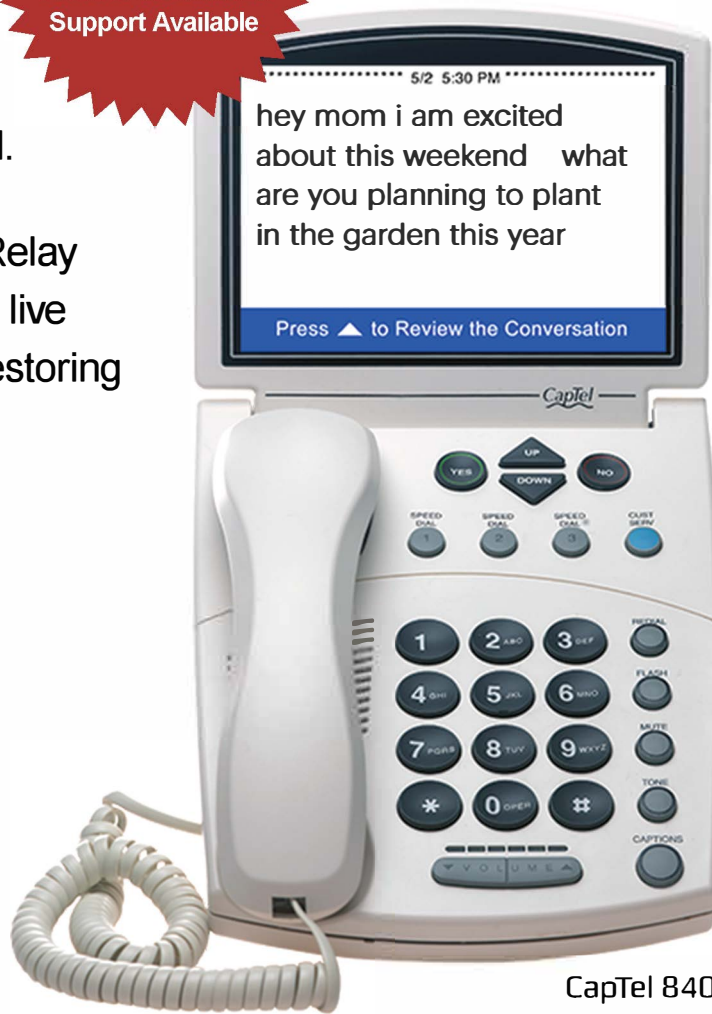 Support Available
.
Relay
live
estoring
5/2 5:30 PM
hey mom i am excited
about this weekend what
are you planning to plant
in the garden this year
Press ▲ to Review the Conversation
CapTel
YES
UP
DOWN
NO
SPEED DIAL 1
SPEED DIAL 2
SPEED DIAL 3
CUST SERV
1 2 ABC 3 DEF
REDIAL
4 GHI 5 JKL 6 MNO
FLASH
7 PQRS 8 TUV 9 WXYZ
MUTE
* 0 OPER #
TONE
CAPTIONS
▼ VOLUME ▲
CapTel 840